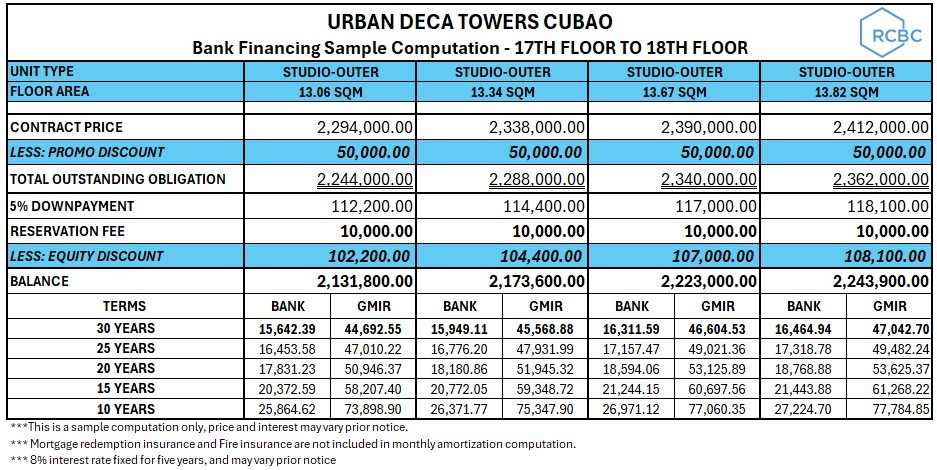 URBAN DECA TOWERS CUBAO
Bank Financing Sample Computation - 17TH FLOOR TO 18TH FLOOR
RCBC
UNIT TYPE STUDIO-OUTER STUDIO-OUTER STUDIO-OUTER STUDIO-OUTER
FLOOR AREA 13.06 SQM 13.34 SQM 13.67 SQM 13.82 SQM
CONTRACT PRICE 2,294,000.00 2,338,000.00 2,390,000.00 2,412,000.00
LESS: PROMO DISCOUNT 50,000.00 50,000.00 50,000.00 50,000.00
TOTAL OUTSTANDING OBLIGATION 2,244,000.00 2,288,000.00 2,340,000.00 2,362,000.00
5% DOWNPAYMENT 112,200.00 114,400.00 117,000.00 118,100.00
RESERVATION FEE 10,000.00 10,000.00 10,000.00 10,000.00
LESS: EQUITY DISCOUNT 102,200.00 104,400.00 107,000.00 108,100.00
BALANCE 2,131,800.00 2,173,600.00 2,223,000.00 2,243,900.00
TERMS BANK GMIR BANK GMIR BANK GMIR BANK GMIR
30 YEARS 15,642.39 44,692.55 15,949.11 45,568.88 16,311.59 46,604.53 16,464.94 47,042.70
25 YEARS 16,453.58 47,010.22 16,776.20 47,931.99 17,157.47 49,021.36 17,318.78 49,482.24
20 YEARS 17,831.23 50,946.37 18,180.86 51,945.32 18,594.06 53,125.89 18,768.88 53,625.37
15 YEARS 20,372.59 58,207.40 20,772.05 59,348.72 21,244.15 60,697.56 21,443.88 61,268.22
10 YEARS 25,864.62 73,898.90 26,371.77 75,347.90 26,971.12 77,060.35 27,224.70 77,784.85
***This is a sample computation only, price and interest may vary prior notice.
*** Mortgage redemption insurance and Fire insurance are not included in monthly amortization computation.
*** 8% interest rate fixed for five years, and may vary prior notice